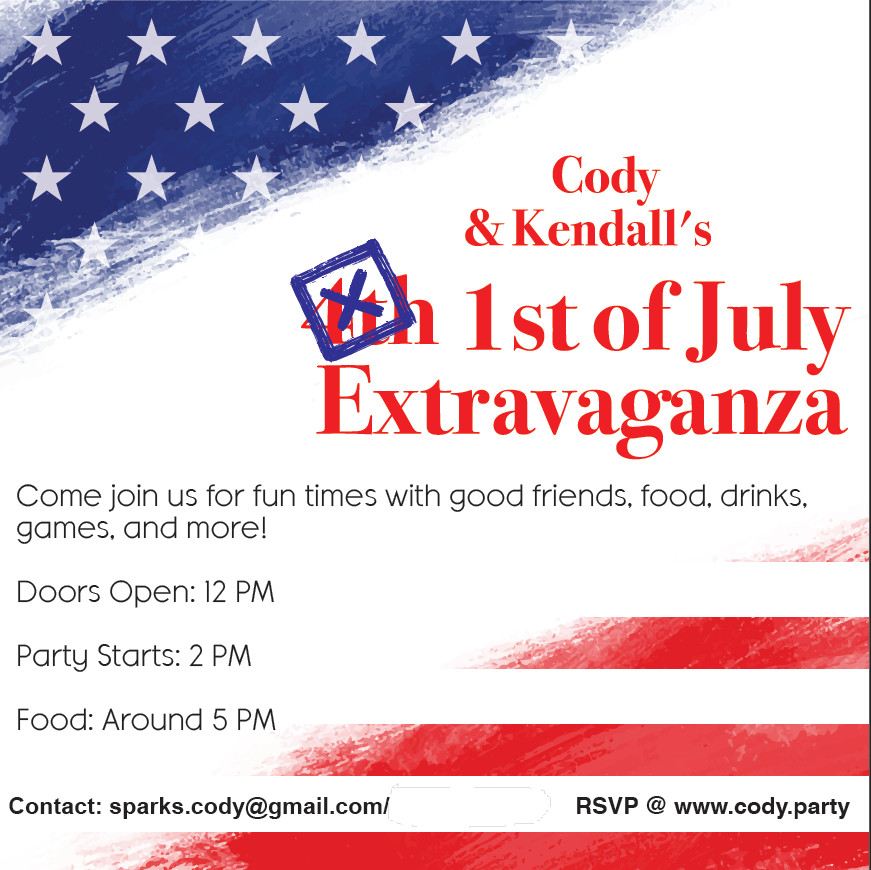 Cody
& Kendall's
4th 1st of July
Extravaganza
Come join us for fun times with good friends, food, drinks,
games, and more!
Doors Open: 12 PM
Party Starts: 2 PM
Food: Around 5 PM
Contact: sparks.cody@gmail.com/ RSVP @ www.cody.party